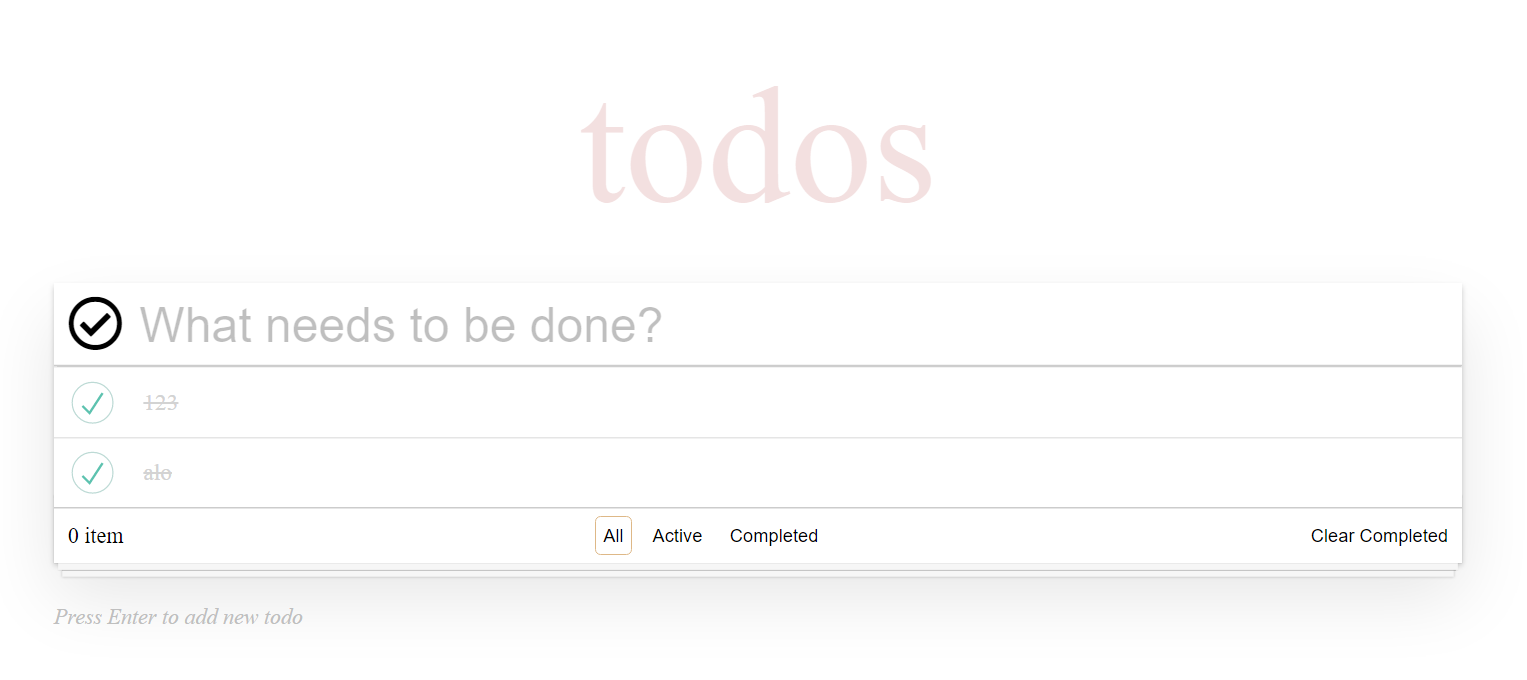 todos
What needs to be done?
123
alo
0 item All Active Completed Clear Completed
Press Enter to add new todo